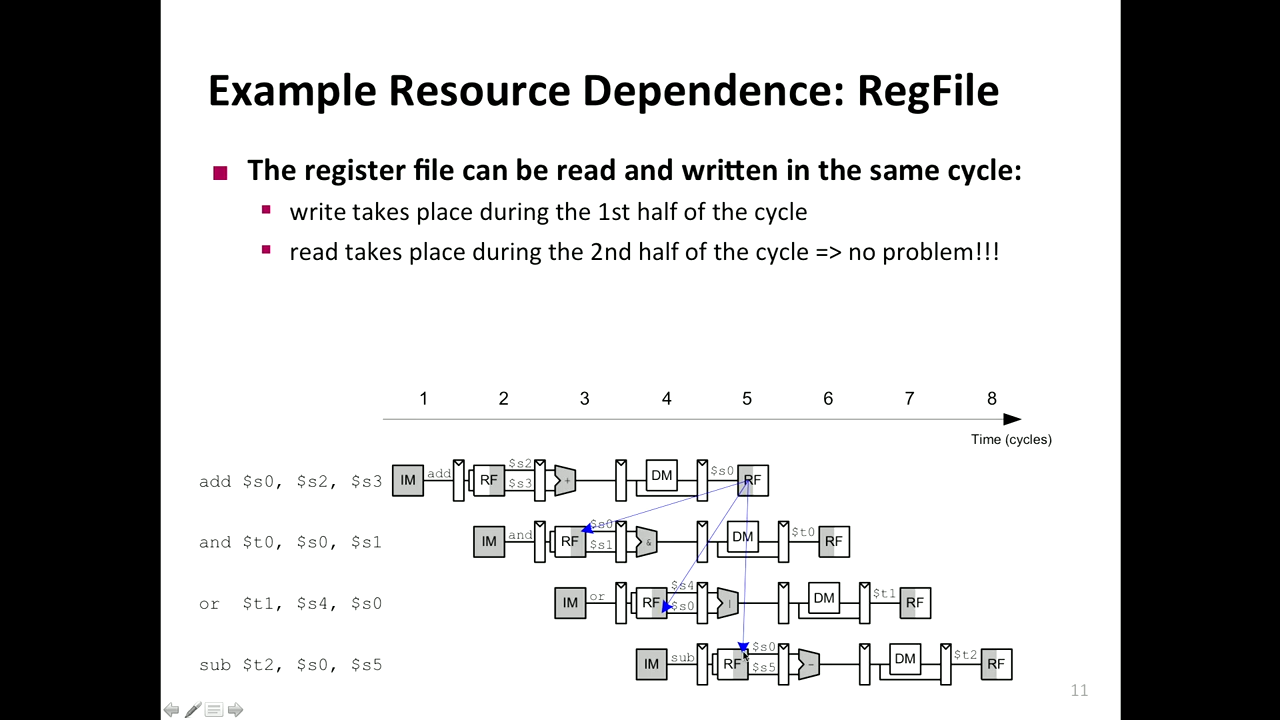 Example Resource Dependence: RegFile
The register file can be read and written in the same cycle:
write takes place during the 1st half of the cycle
read takes place during the 2nd half of the cycle => no problem!!!
1 2 3 4 5 6 7 8
Time (cycles)
add $s0, $s2, $s3 IM add RF $s2 $s3 + DM $s0 RF
and $t0, $s0, $s1 IM and RF $s0 $s1 & DM $t0 RF
or $t1, $s4, $s0 IM or RF $s4 $s0 | DM $t1 RF
sub $t2, $s0, $s5 IM sub RF $s0 $s5 - DM $t2 RF
11